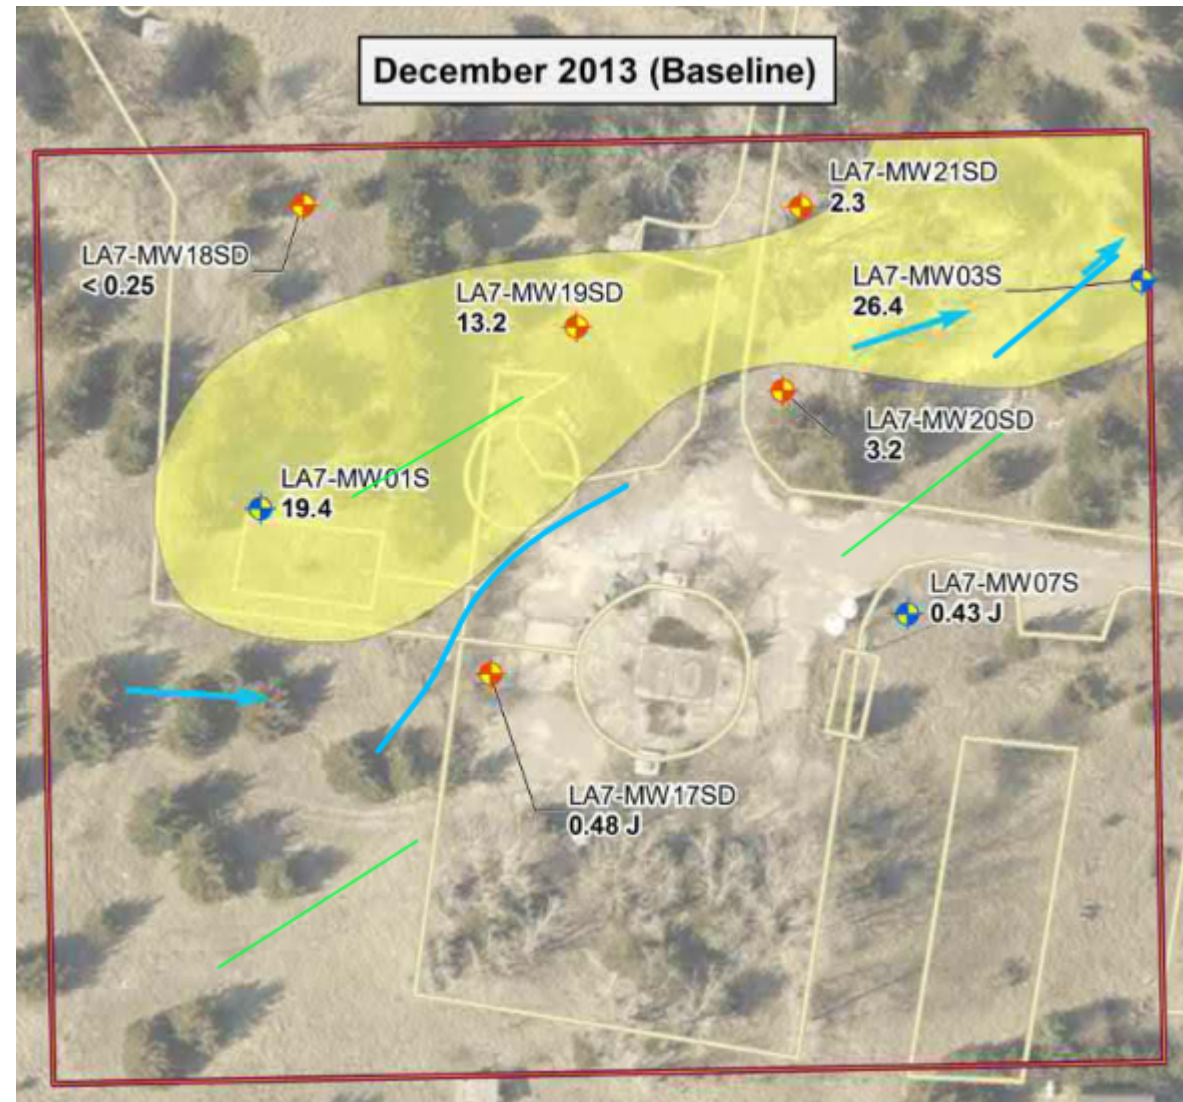 December 2013 (Baseline)
LA7-MW21SD
2.3
LA7-MW18SD
< 0.25
LA7-MW03S
26.4
LA7-MW19SD
13.2
LA7-MW20SD
3.2
LA7-MW01S
19.4
LA7-MW07S
0.43 J
LA7-MW17SD
0.48 J